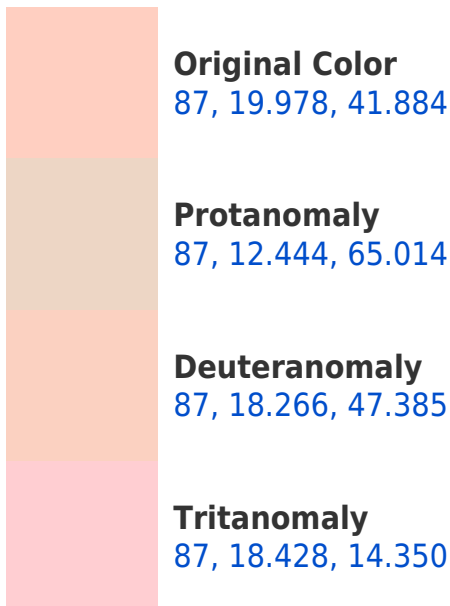 Original Color
87, 19.978, 41.884
Protanomaly
87, 12.444, 65.014
Deuteranomaly
87, 18.266, 47.385
Tritanomaly
87, 18.428, 14.350